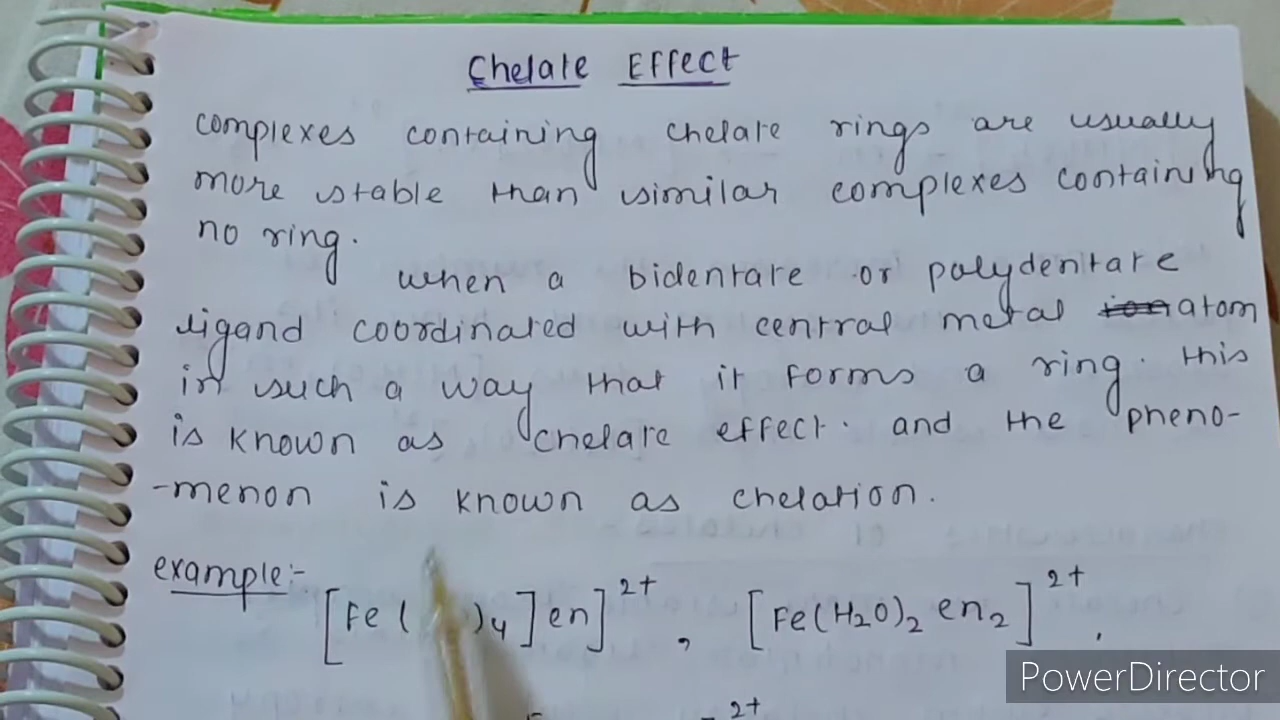 Chelate Effect
complexes containing chelate rings are usually
more stable than similar complexes containing
no ring.
when a bidentate or polydentate
ligand coordinated with central metal ion atom
in such a way that it forms a ring. this
is known as chelate effect. and the pheno-
-menon is known as chelation.
example:-
[Fe( )4]en]2+ , [Fe(H2O)2 en2]2+ ,
2+
PowerDirector